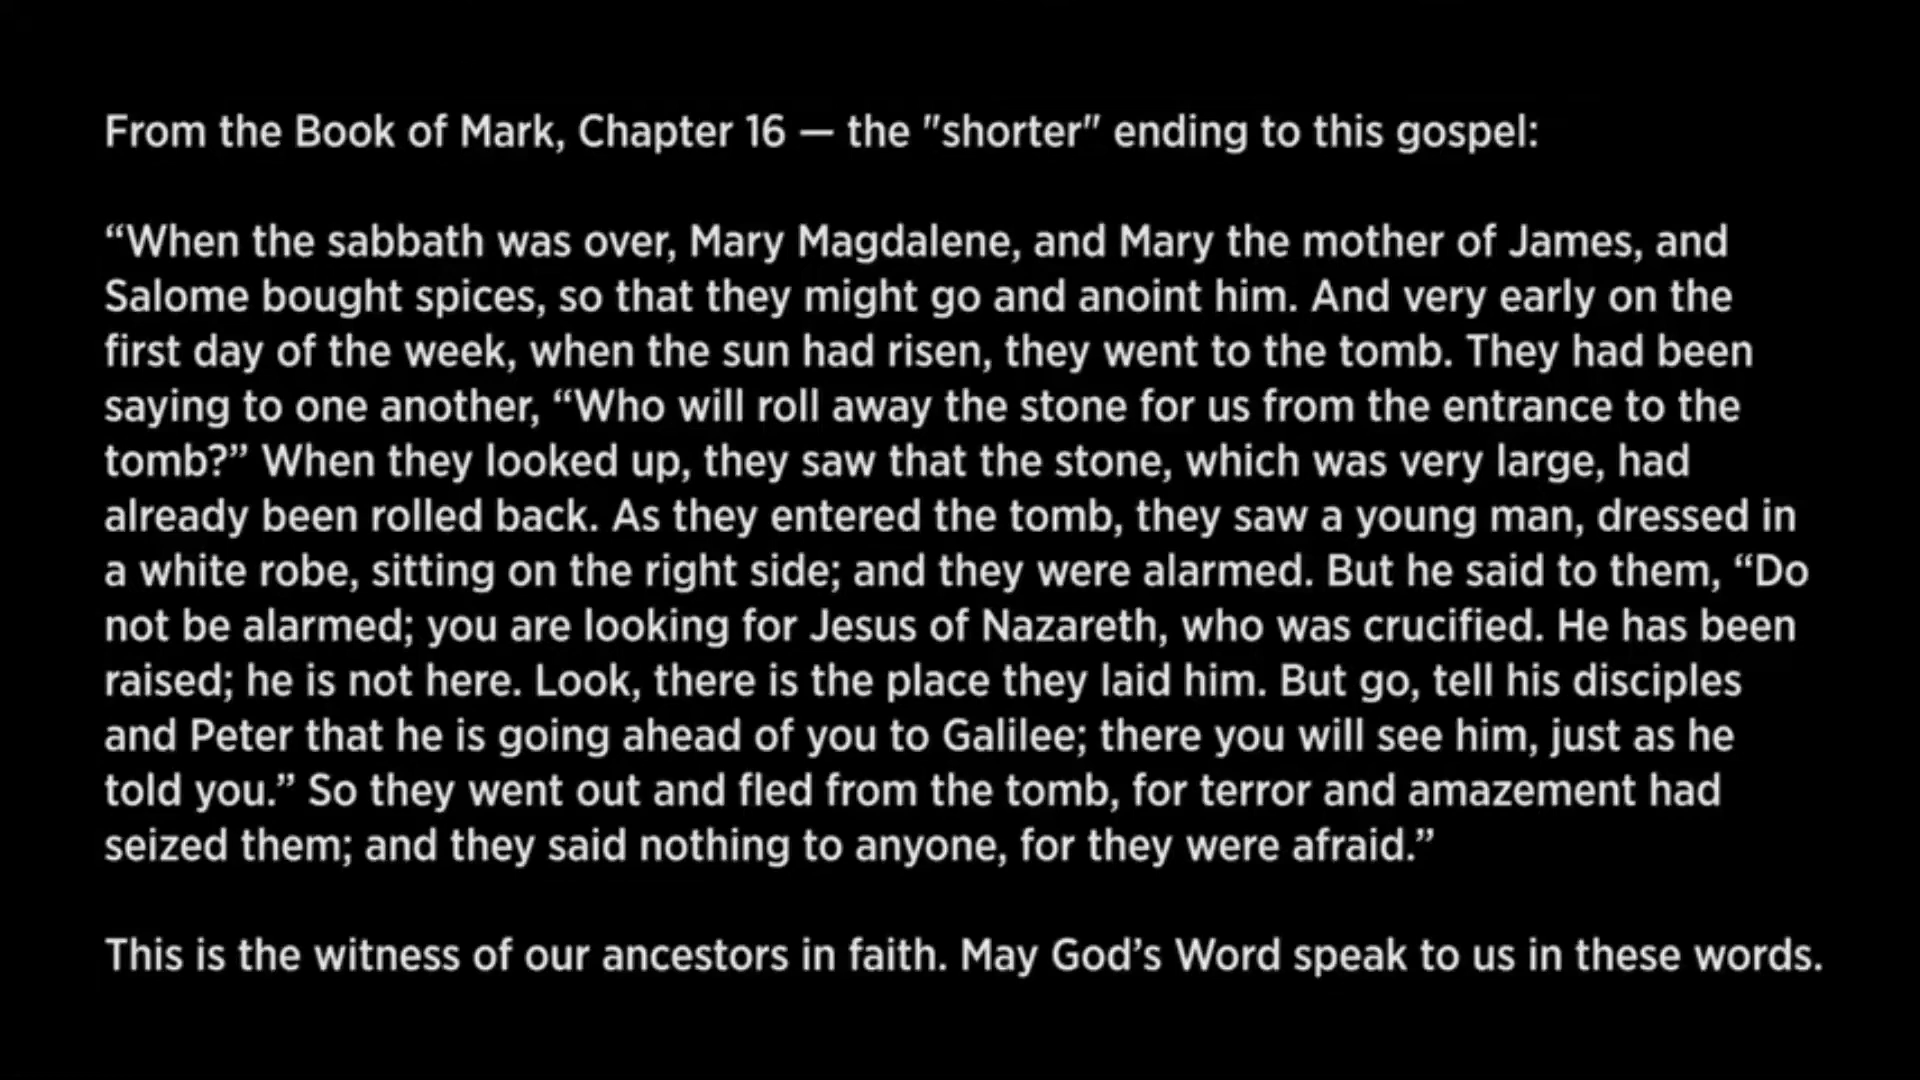 From the Book of Mark, Chapter 16 — the "shorter" ending to this gospel:
“When the sabbath was over, Mary Magdalene, and Mary the mother of James, and
Salome bought spices, so that they might go and anoint him. And very early on the
first day of the week, when the sun had risen, they went to the tomb. They had been
saying to one another, “Who will roll away the stone for us from the entrance to the
tomb?” When they looked up, they saw that the stone, which was very large, had
already been rolled back. As they entered the tomb, they saw a young man, dressed in
a white robe, sitting on the right side; and they were alarmed. But he said to them, “Do
not be alarmed; you are looking for Jesus of Nazareth, who was crucified. He has been
raised; he is not here. Look, there is the place they laid him. But go, tell his disciples
and Peter that he is going ahead of you to Galilee; there you will see him, just as he
told you.” So they went out and fled from the tomb, for terror and amazement had
seized them; and they said nothing to anyone, for they were afraid.”
This is the witness of our ancestors in faith. May God’s Word speak to us in these words.